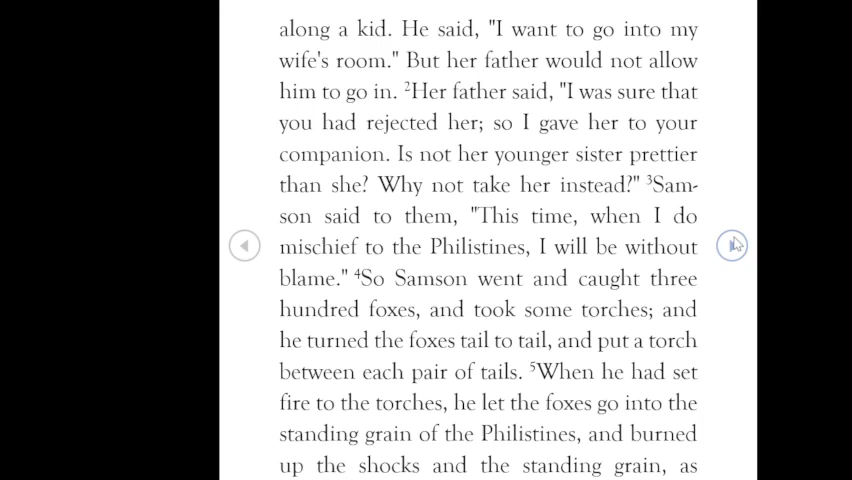 along a kid. He said, "I want to go into my
wife's room." But her father would not allow
him to go in. ²Her father said, "I was sure that
you had rejected her; so I gave her to your
companion. Is not her younger sister prettier
than she? Why not take her instead?" ³Sam-
son said to them, "This time, when I do
mischief to the Philistines, I will be without
blame." ⁴So Samson went and caught three
hundred foxes, and took some torches; and
he turned the foxes tail to tail, and put a torch
between each pair of tails. ⁵When he had set
fire to the torches, he let the foxes go into the
standing grain of the Philistines, and burned
up the shocks and the standing grain, as